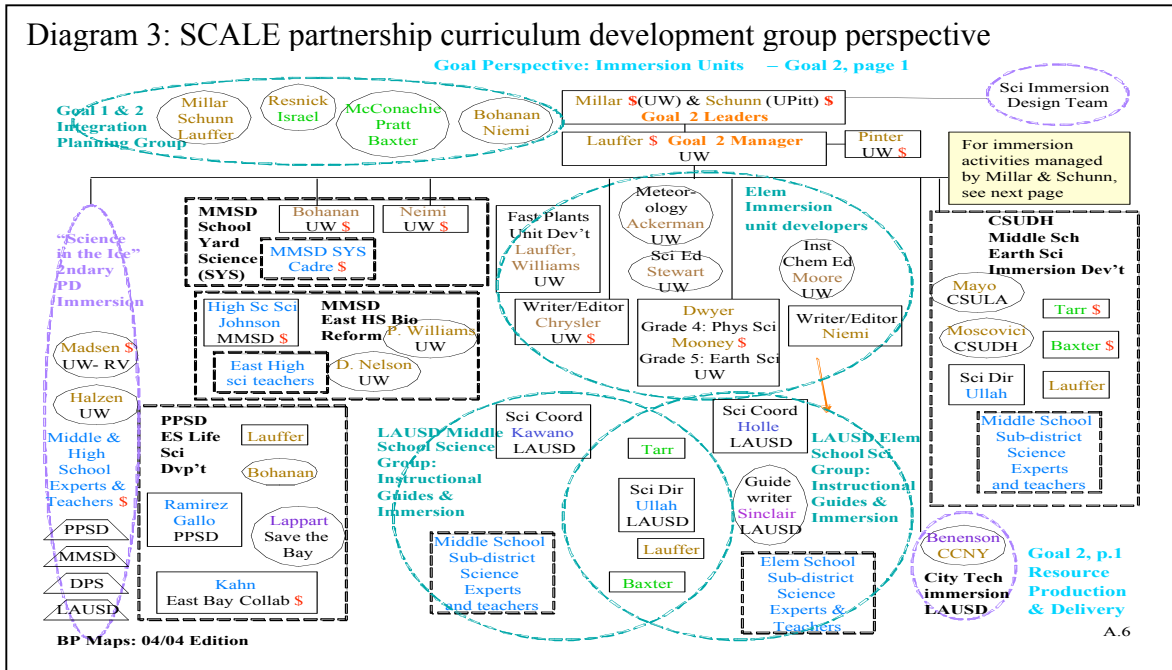 Diagram 3: SCALE partnership curriculum development group perspective
Goal Perspective: Immersion Units – Goal 2, page 1
Goal 1 & 2
Integration
Planning Group
Millar
Schunn
Lauffer
Resnick
Israel
McConachie
Pratt
Baxter
Bohanan
Niemi
Millar $(UW) & Schunn (UPitt) $
Goal 2 Leaders
Lauffer $ Goal 2 Manager
UW
Pinter
UW $
Sci Immersion
Design Team
For immersion
activities managed
by Millar & Schunn,
see next page
“Science
in the Ice”
2ndary
PD
Immersion
Madsen $
UW- RV
Halzen
UW
Middle &
High
School
Experts &
Teachers $
PPSD
MMSD
DPS
LAUSD
MMSD
School
Yard
Science
(SYS)
Bohanan
UW $
Neimi
UW $
MMSD SYS
Cadre $
High Sc Sci
Johnson
MMSD $
MMSD
East HS Bio
Reform
P. Williams
UW
East High
sci teachers
D. Nelson
UW
PPSD
ES Life
Sci
Dvp’t
Lauffer
Bohanan
Ramirez
Gallo
PPSD
Lappart
Save the
Bay
Kahn
East Bay Collab $
Fast Plants
Unit Dev’t
Lauffer,
Williams
UW
Meteor-
ology
Ackerman
UW
Elem
Immersion
unit developers
Sci Ed
Stewart
UW
Inst
Chem Ed
Moore
UW
Writer/Editor
Chrysler
UW $
Dwyer
Grade 4: Phys Sci
Mooney $
Grade 5: Earth Sci
UW
Writer/Editor
Niemi
LAUSD Middle
School Science
Group:
Instructional
Guides &
Immersion
Sci Coord
Kawano
LAUSD
Middle School
Sub-district
Science
Experts
and teachers
Tarr
Sci Dir
Ullah
LAUSD
Lauffer
Baxter
Sci Coord
Holle
LAUSD
Guide
writer
Sinclair
LAUSD
LAUSD Elem
School Sci
Group:
Instructional
Guides &
Immersion
Elem School
Sub-district
Science
Experts &
Teachers
CSUDH
Middle Sch
Earth Sci
Immersion Dev’t
Mayo
CSULA
Tarr $
Moscovici
CSUDH
Baxter $
Sci Dir
Ullah
Lauffer
Middle School
Sub-district
Science
Experts
and teachers
Benenson
CCNY
City Tech
immersion
LAUSD
Goal 2, p.1
Resource
Production
& Delivery
BP Maps: 04/04 Edition
A.6